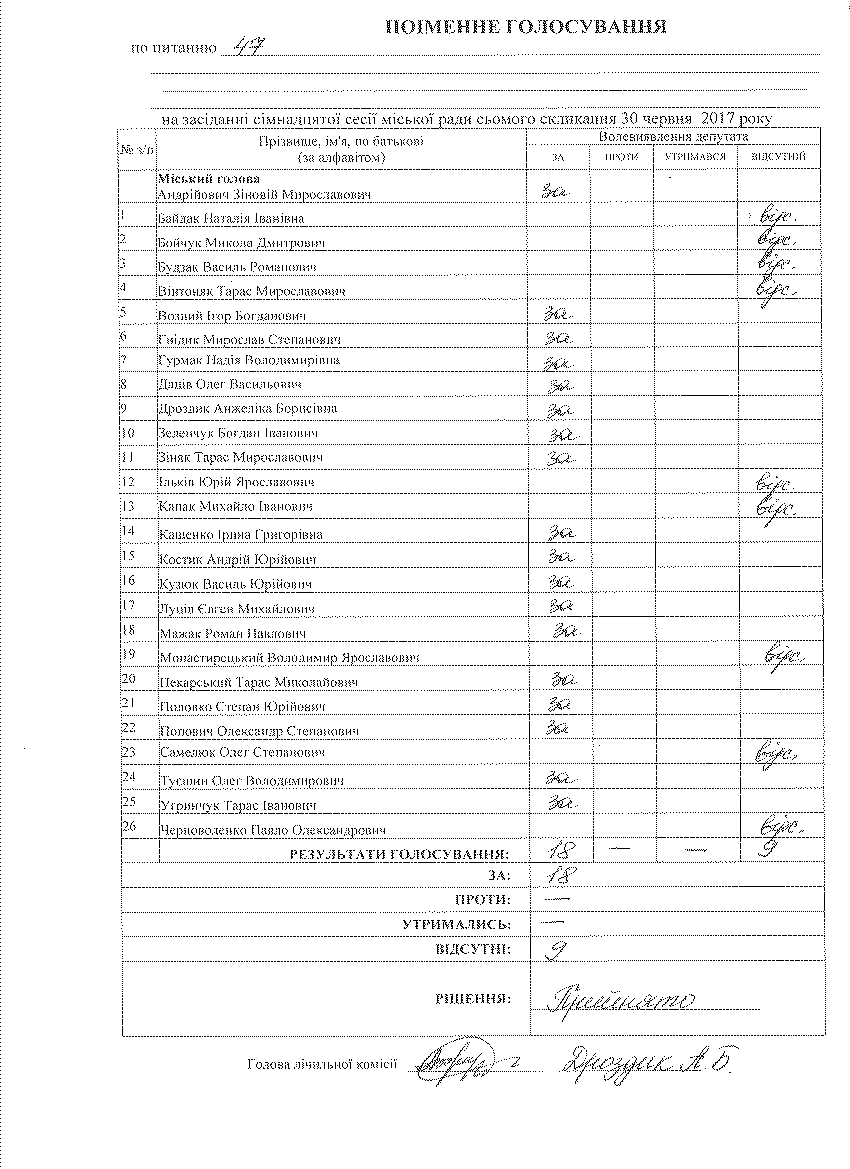 ПОІМЕННЕ ГОЛОСУВАННЯ
по питанню 47
на засіданні сімнадцятої сесії міської ради сьомого скликання 30 червня 2017 року
№ з/п Прізвище, ім'я, по батькові (за алфавітом) Волевиявлення депутата
ЗА ПРОТИ УТРИМАВСЯ ВІДСУТНІЙ
Міський голова
Андрійович Зіновій Мирославович за
1 Байдак Наталія Іванівна відс.
2 Бойчук Микола Дмитрович відс.
3 Будзак Василь Романович відс.
4 Вінтоняк Тарас Мирославович відс.
5 Возний Ігор Богданович за
6 Гнідик Мирослав Степанович за
7 Гурмак Надія Володимирівна за
8 Дяців Олег Васильович за
9 Дроздик Анжеліка Борисівна за
10 Зеленчук Богдан Іванович за
11 Зіняк Тарас Мирославович за
12 Ільків Юрій Ярославович відс.
13 Капак Михайло Іванович відс.
14 Кащенко Ірина Григорівна за
15 Костик Андрій Юрійович за
16 Кузюк Василь Юрійович за
17 Луців Євген Михайлович за
18 Мажак Роман Павлович за
19 Монастирецький Володимир Ярославович відс.
20 Пекарський Тарас Миколайович за
21 Половко Степан Юрійович за
22 Попович Олександр Степанович за
23 Самелюк Олег Степанович відс.
24 Олег Володимирович за
25 Угринчук Тарас Іванович за
26 Черноволенко Павло Олександрович відс.
РЕЗУЛЬТАТИ ГОЛОСУВАННЯ: 18 — — 9
ЗА: 18
ПРОТИ: —
УТРИМАЛИСЬ: —
ВІДСУТНІ: 9
РІШЕННЯ: Прийнято
Голова лічильної комісії Дроздик А.Б.